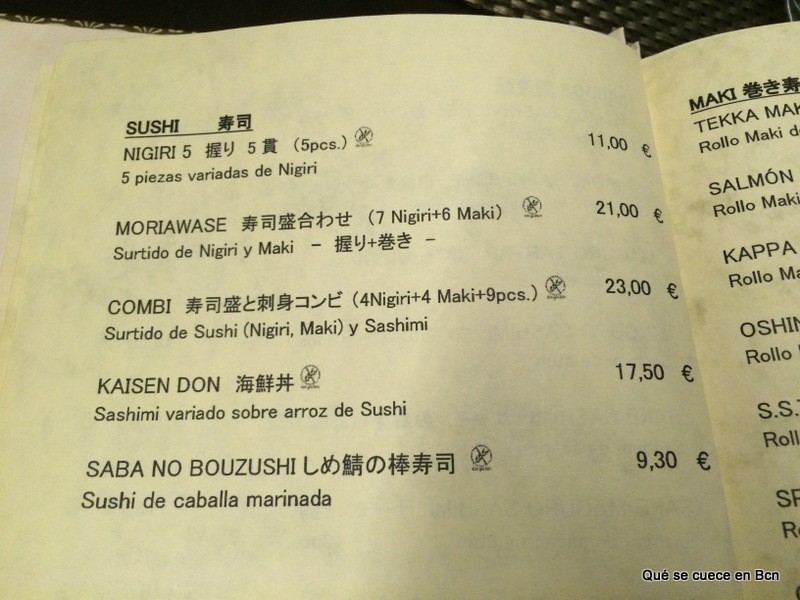 SUSHI 寿司
NIGIRI 5 握り 5貫 (5pcs.) 11,00 €
5 piezas variadas de Nigiri
MORIAWASE 寿司盛合わせ (7 Nigiri+6 Maki) 21,00 €
Surtido de Nigiri y Maki - 握り+巻き -
COMBI 寿司盛と刺身コンビ (4Nigiri+4 Maki+9pcs.) 23,00 €
Surtido de Sushi (Nigiri, Maki) y Sashimi
KAISEN DON 海鮮丼 17,50 €
Sashimi variado sobre arroz de Sushi
SABA NO BOUZUSHI しめ鯖の棒寿司 9,30 €
Sushi de caballa marinada
MAKI 巻き寿
TEKKA MAK
Rollo Maki d
SALMÓN
Rollo Maki
KAPPA
Rollo Ma
OSHIN
Rollo
S.S.
Roll
SP
Ro
Qué se cuece en Bcn